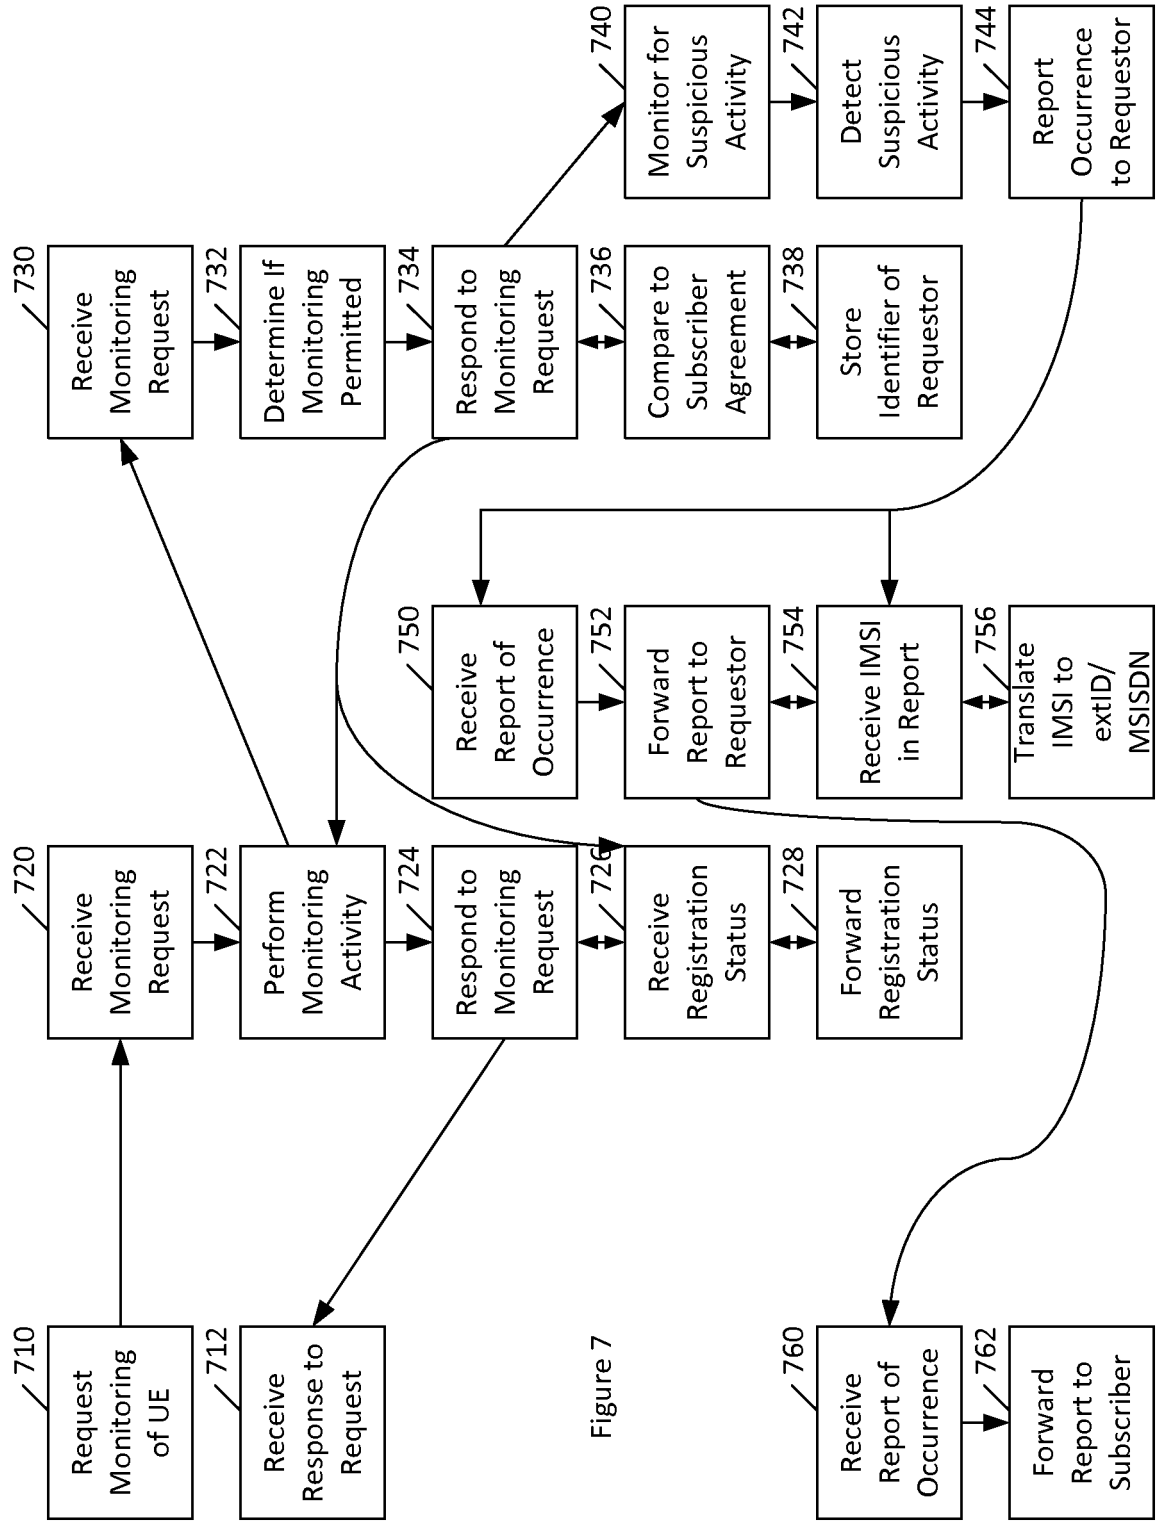 710
Request
Monitoring
of UE
712
Receive
Response to
Request
720
Receive
Monitoring
Request
722
Perform
Monitoring
Activity
724
Respond to
Monitoring
Request
726
Receive
Registration
Status
728
Forward
Registration
Status
730
Receive
Monitoring
Request
732
Determine If
Monitoring
Permitted
734
Respond to
Monitoring
Request
736
Compare to
Subscriber
Agreement
738
Store
Identifier of
Requestor
740
Monitor for
Suspicious
Activity
742
Detect
Suspicious
Activity
744
Report
Occurrence
to Requestor
750
Receive
Report of
Occurrence
752
Forward
Report to
Requestor
754
Receive IMSI
in Report
756
Translate
IMSI to
extID/
MSISDN
760
Receive
Report of
Occurrence
762
Forward
Report to
Subscriber
Figure 7